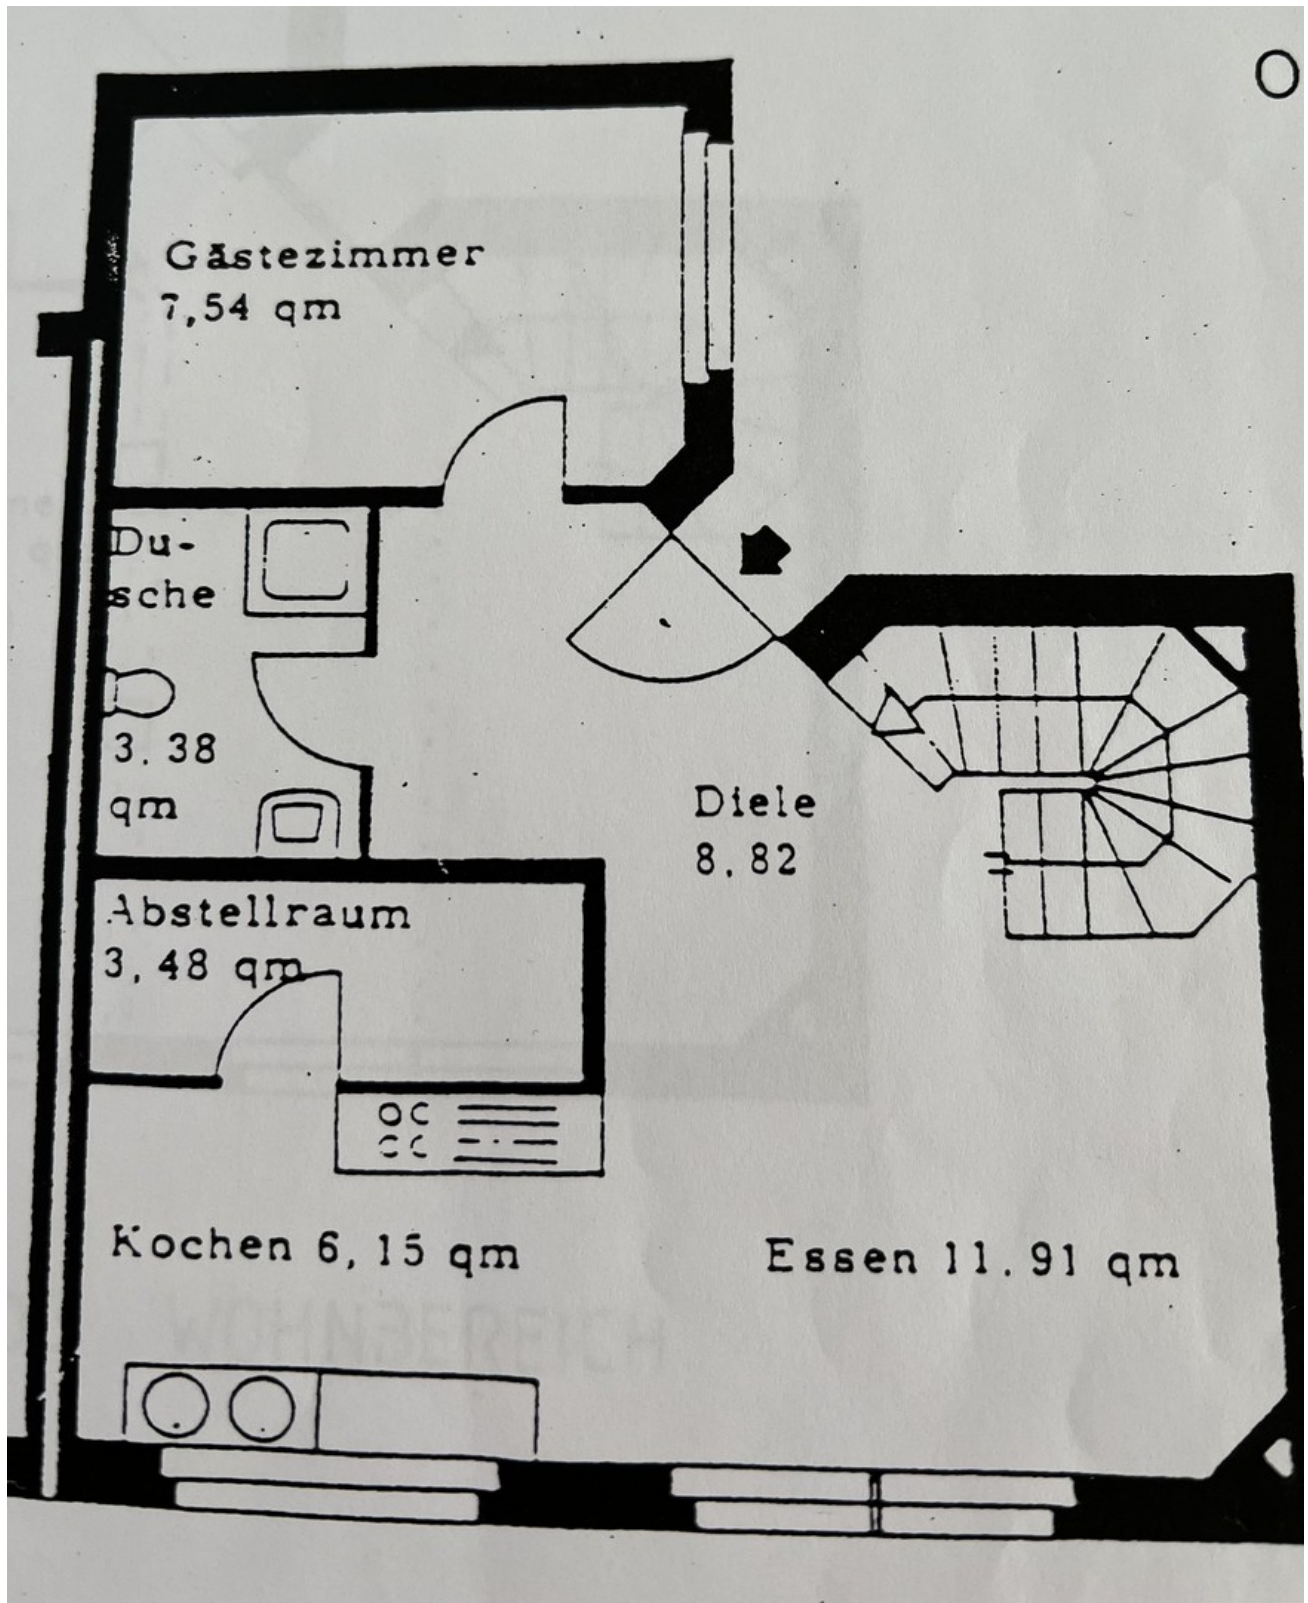 O
Gästezimmer
7,54 qm
Du-
sche
3.38
qm
Diele
8,82
Abstellraum
3,48 qm
Kochen 6,15 qm
Essen 11.91 qm
WOHNBEREICH